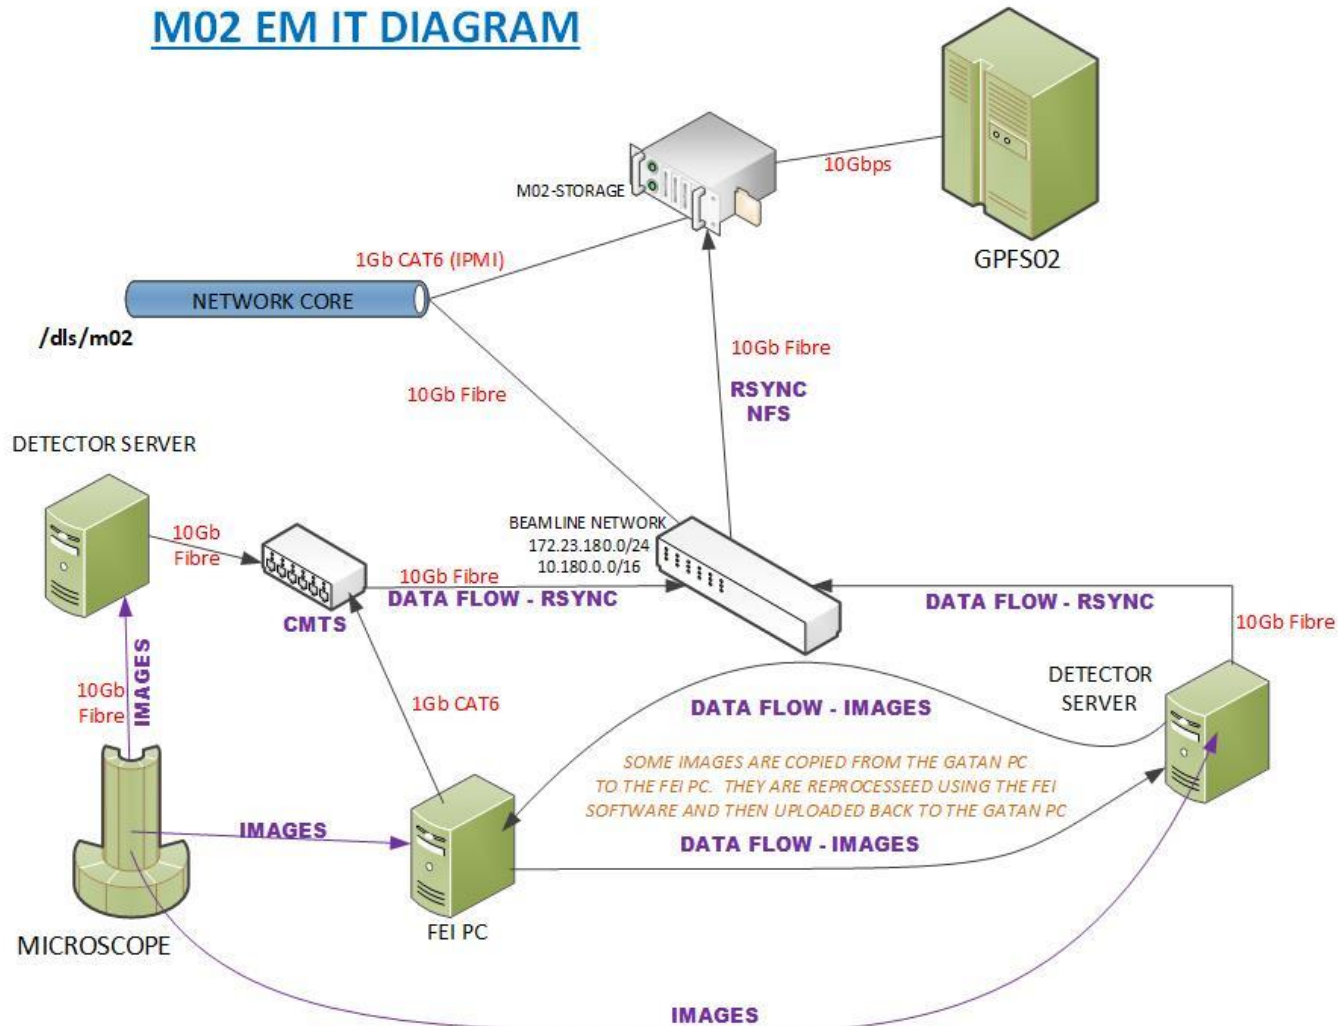 M02 EM IT DIAGRAM
10Gbps
M02-STORAGE
GPFS02
1Gb CAT6 (IPMI)
NETWORK CORE
/dls/m02
10Gb Fibre
RSYNC
NFS
10Gb Fibre
DETECTOR SERVER
10Gb
Fibre
BEAMLINE NETWORK
172.23.180.0/24
10.180.0.0/16
10Gb Fibre
DATA FLOW - RSYNC
CMTS
DATA FLOW - RSYNC
10Gb Fibre
IMAGES
10Gb
Fibre
1Gb CAT6
DETECTOR
SERVER
DATA FLOW - IMAGES
SOME IMAGES ARE COPIED FROM THE GATAN PC
TO THE FEI PC. THEY ARE REPROCESSEED USING THE FEI
SOFTWARE AND THEN UPLOADED BACK TO THE GATAN PC
DATA FLOW - IMAGES
IMAGES
FEI PC
MICROSCOPE
IMAGES